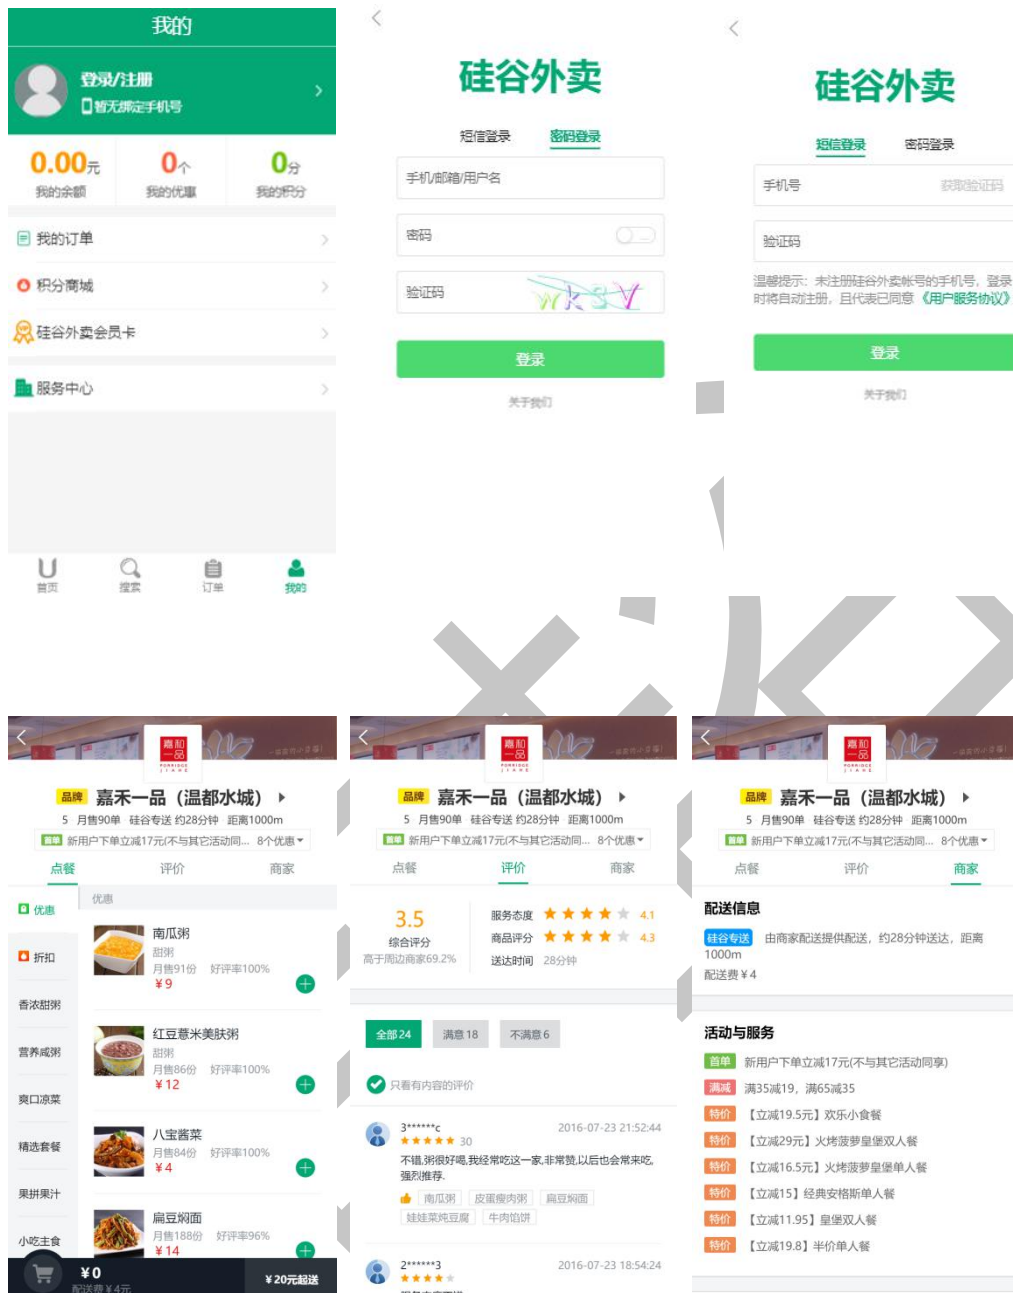 我的
登录/注册
暂无绑定手机号
0.00元
我的余额
0个
我的优惠
0分
我的积分
我的订单
积分商城
硅谷外卖会员卡
服务中心
首页
搜索
订单
我的
硅谷外卖
短信登录 密码登录
手机/邮箱/用户名
密码
...
验证码
登录
关于我们
硅谷外卖
短信登录 密码登录
手机号 获取验证码
验证码
温馨提示：未注册硅谷外卖帐号的手机号，登录
时将自动注册，且代表已同意《用户服务协议》
登录
关于我们
嘉和一品
品牌 嘉禾一品（温都水城）
5 月售90单 硅谷专送 约28分钟 距离1000m
首单 新用户下单立减17元(不与其它活动同... 8个优惠
点餐 评价 商家
优惠
折扣
香浓甜粥
营养咸粥
爽口凉菜
精选套餐
果拼果汁
小吃主食
优惠
南瓜粥
甜粥
月售91份 好评率100%
¥9
红豆薏米美肤粥
甜粥
月售86份 好评率100%
¥12
八宝酱菜
月售84份 好评率100%
¥4
扁豆焖面
月售188份 好评率96%
¥14
¥0
配送费¥4元
¥20元起送
嘉和一品
品牌 嘉禾一品（温都水城）
5 月售90单 硅谷专送 约28分钟 距离1000m
首单 新用户下单立减17元(不与其它活动同... 8个优惠
点餐 评价 商家
3.5
综合评分
高于周边商家69.2%
服务态度 4.1
商品评分 4.3
送达时间 28分钟
全部24 满意18 不满意6
只看有内容的评价
3******c 2016-07-23 21:52:44
30
不错,粥很好喝,我经常吃这一家,非常赞,以后也会常来吃,
强烈推荐.
南瓜粥 皮蛋瘦肉粥 扁豆焖面
娃娃菜炖豆腐 牛肉馅饼
2******3 2016-07-23 18:54:24
嘉和一品
品牌 嘉禾一品（温都水城）
5 月售90单 硅谷专送 约28分钟 距离1000m
首单 新用户下单立减17元(不与其它活动同... 8个优惠
点餐 评价 商家
配送信息
硅谷专送 由商家配送提供配送，约28分钟送达，距离
1000m
配送费¥4
活动与服务
首单 新用户下单立减17元(不与其它活动同享)
满减 满35减19，满65减35
特价 【立减19.5元】欢乐小食餐
特价 【立减29元】火烤菠萝皇堡双人餐
特价 【立减16.5元】火烤菠萝皇堡单人餐
特价 【立减15】经典安格斯单人餐
特价 【立减11.95】皇堡双人餐
特价 【立减19.8】半价单人餐